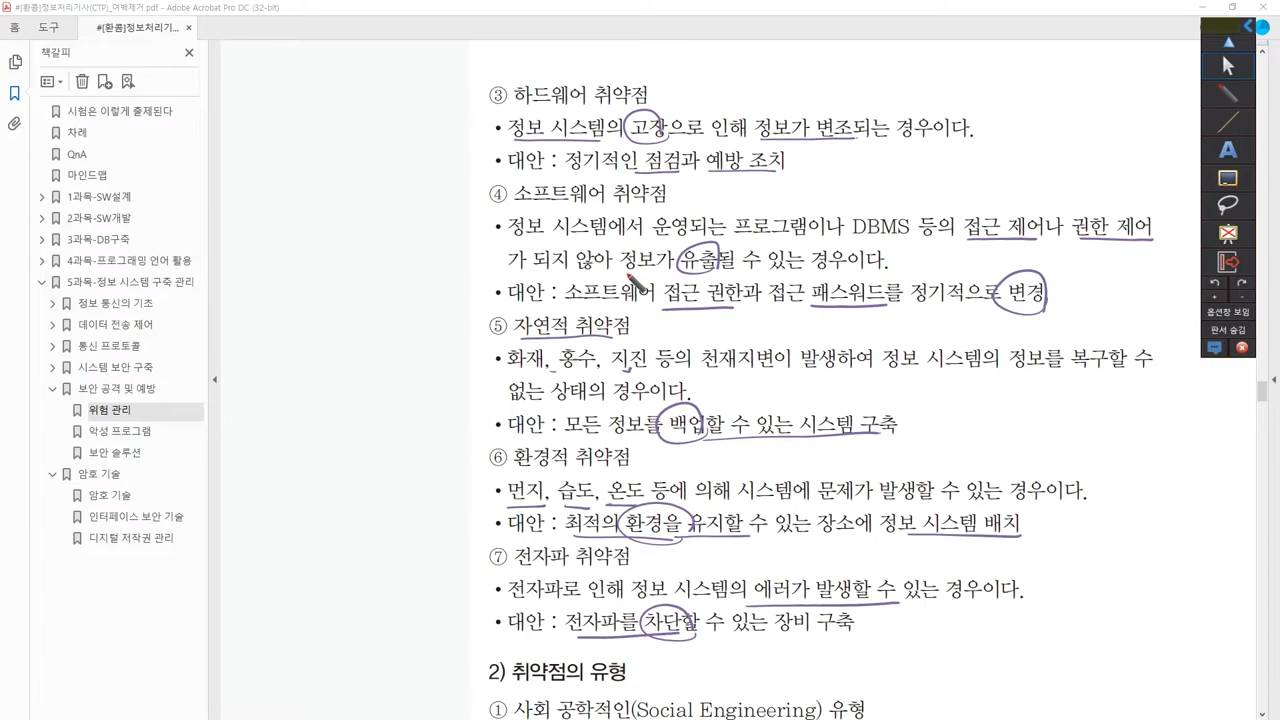 #[환콤]정보처리기사(CTP)_여백제거.pdf - Adobe Acrobat Pro DC (32-bit)
홈 도구 #[환콤]정보처리기... ×
책갈피
시험은 이렇게 출제된다
차례
QnA
마인드맵
1과목-SW설계
2과목-SW개발
3과목-DB구축
4과목-프로그래밍 언어 활용
5과목-정보 시스템 구축 관리
정보 통신의 기초
데이터 전송 제어
통신 프로토콜
시스템 보안 구축
보안 공격 및 예방
위험 관리
악성 프로그램
보안 솔루션
암호 기술
암호 기술
인터페이스 보안 기술
디지털 저작권 관리
③ 하드웨어 취약점
• 정보 시스템의 고장으로 인해 정보가 변조되는 경우이다.
• 대안 : 정기적인 점검과 예방 조치
④ 소프트웨어 취약점
• 정보 시스템에서 운영되는 프로그램이나 DBMS 등의 접근 제어나 권한 제어
가 되지 않아 정보가 유출될 수 있는 경우이다.
• 대안 : 소프트웨어 접근 권한과 접근 패스워드를 정기적으로 변경
⑤ 자연적 취약점
• 화재, 홍수, 지진 등의 천재지변이 발생하여 정보 시스템의 정보를 복구할 수
없는 상태의 경우이다.
• 대안 : 모든 정보를 백업할 수 있는 시스템 구축
⑥ 환경적 취약점
• 먼지, 습도, 온도 등에 의해 시스템에 문제가 발생할 수 있는 경우이다.
• 대안 : 최적의 환경을 유지할 수 있는 장소에 정보 시스템 배치
⑦ 전자파 취약점
• 전자파로 인해 정보 시스템의 에러가 발생할 수 있는 경우이다.
• 대안 : 전자파를 차단할 수 있는 장비 구축
2) 취약점의 유형
① 사회 공학적인(Social Engineering) 유형
A
옵션창 보임
판서 숨김